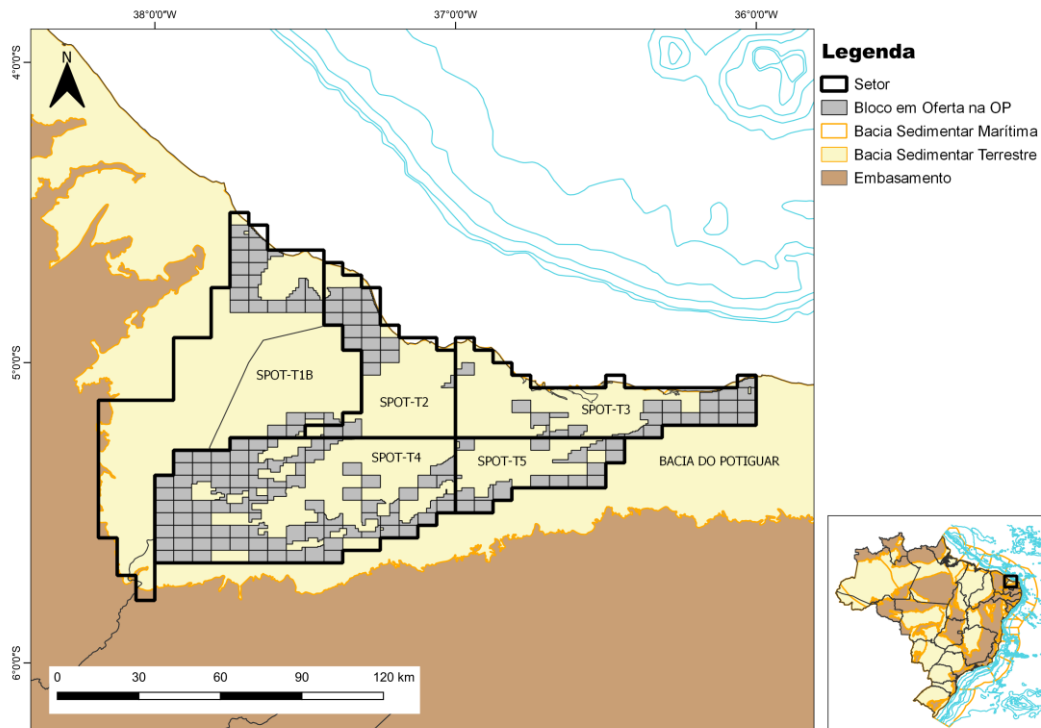 38°0'0"W 37°0'0"W 36°0'0"W
4°0'0"S
5°0'0"S
6°0'0"S
N
SPOT-T1B
SPOT-T2
SPOT-T3
SPOT-T4
SPOT-T5
BACIA DO POTIGUAR
0 30 60 90 120 km
Legenda
Setor
Bloco em Oferta na OP
Bacia Sedimentar Marítima
Bacia Sedimentar Terrestre
Embasamento